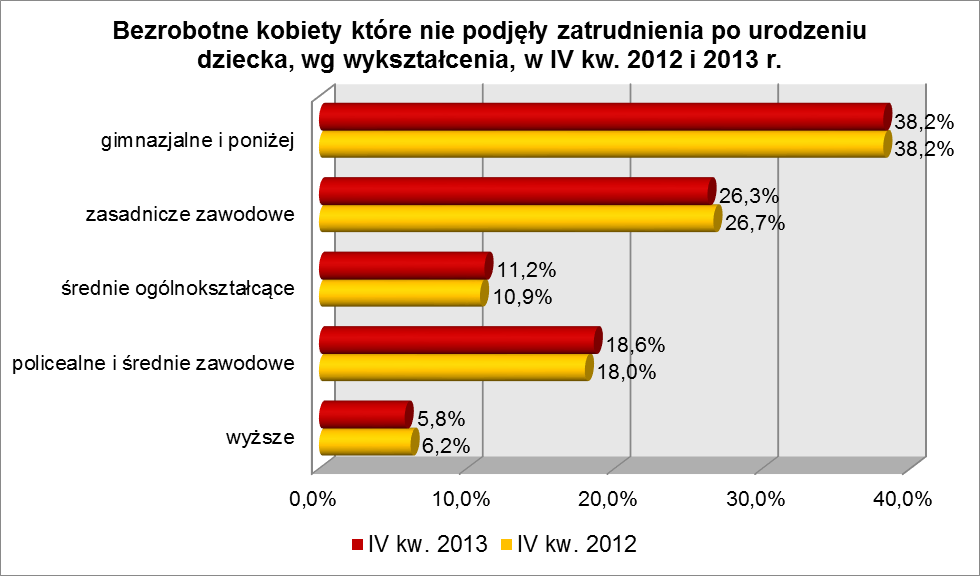 Bezrobotne kobiety które nie podjęły zatrudnienia po urodzeniu
dziecka, wg wykształcenia, w IV kw. 2012 i 2013 r.
gimnazjalne i poniżej
38,2%
38,2%
zasadnicze zawodowe
26,3%
26,7%
średnie ogólnokształcące
11,2%
10,9%
policealne i średnie zawodowe
18,6%
18,0%
wyższe
5,8%
6,2%
0,0% 10,0% 20,0% 30,0% 40,0%
IV kw. 2013 IV kw. 2012